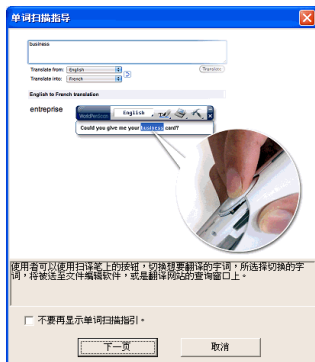 单词扫描指导
business
Translate from: English
Translate into: French
Translate
English to French translation
entreprise
WorldPenScan
English
Could you give me your business card?
使用者可以使用扫译笔上的按钮，切换想要翻译的字词，所选择切换的字
词，将被送至文件编辑软件，或是翻译网站的查询窗口上。
不要再显示单词扫描指引。
下一页
取消